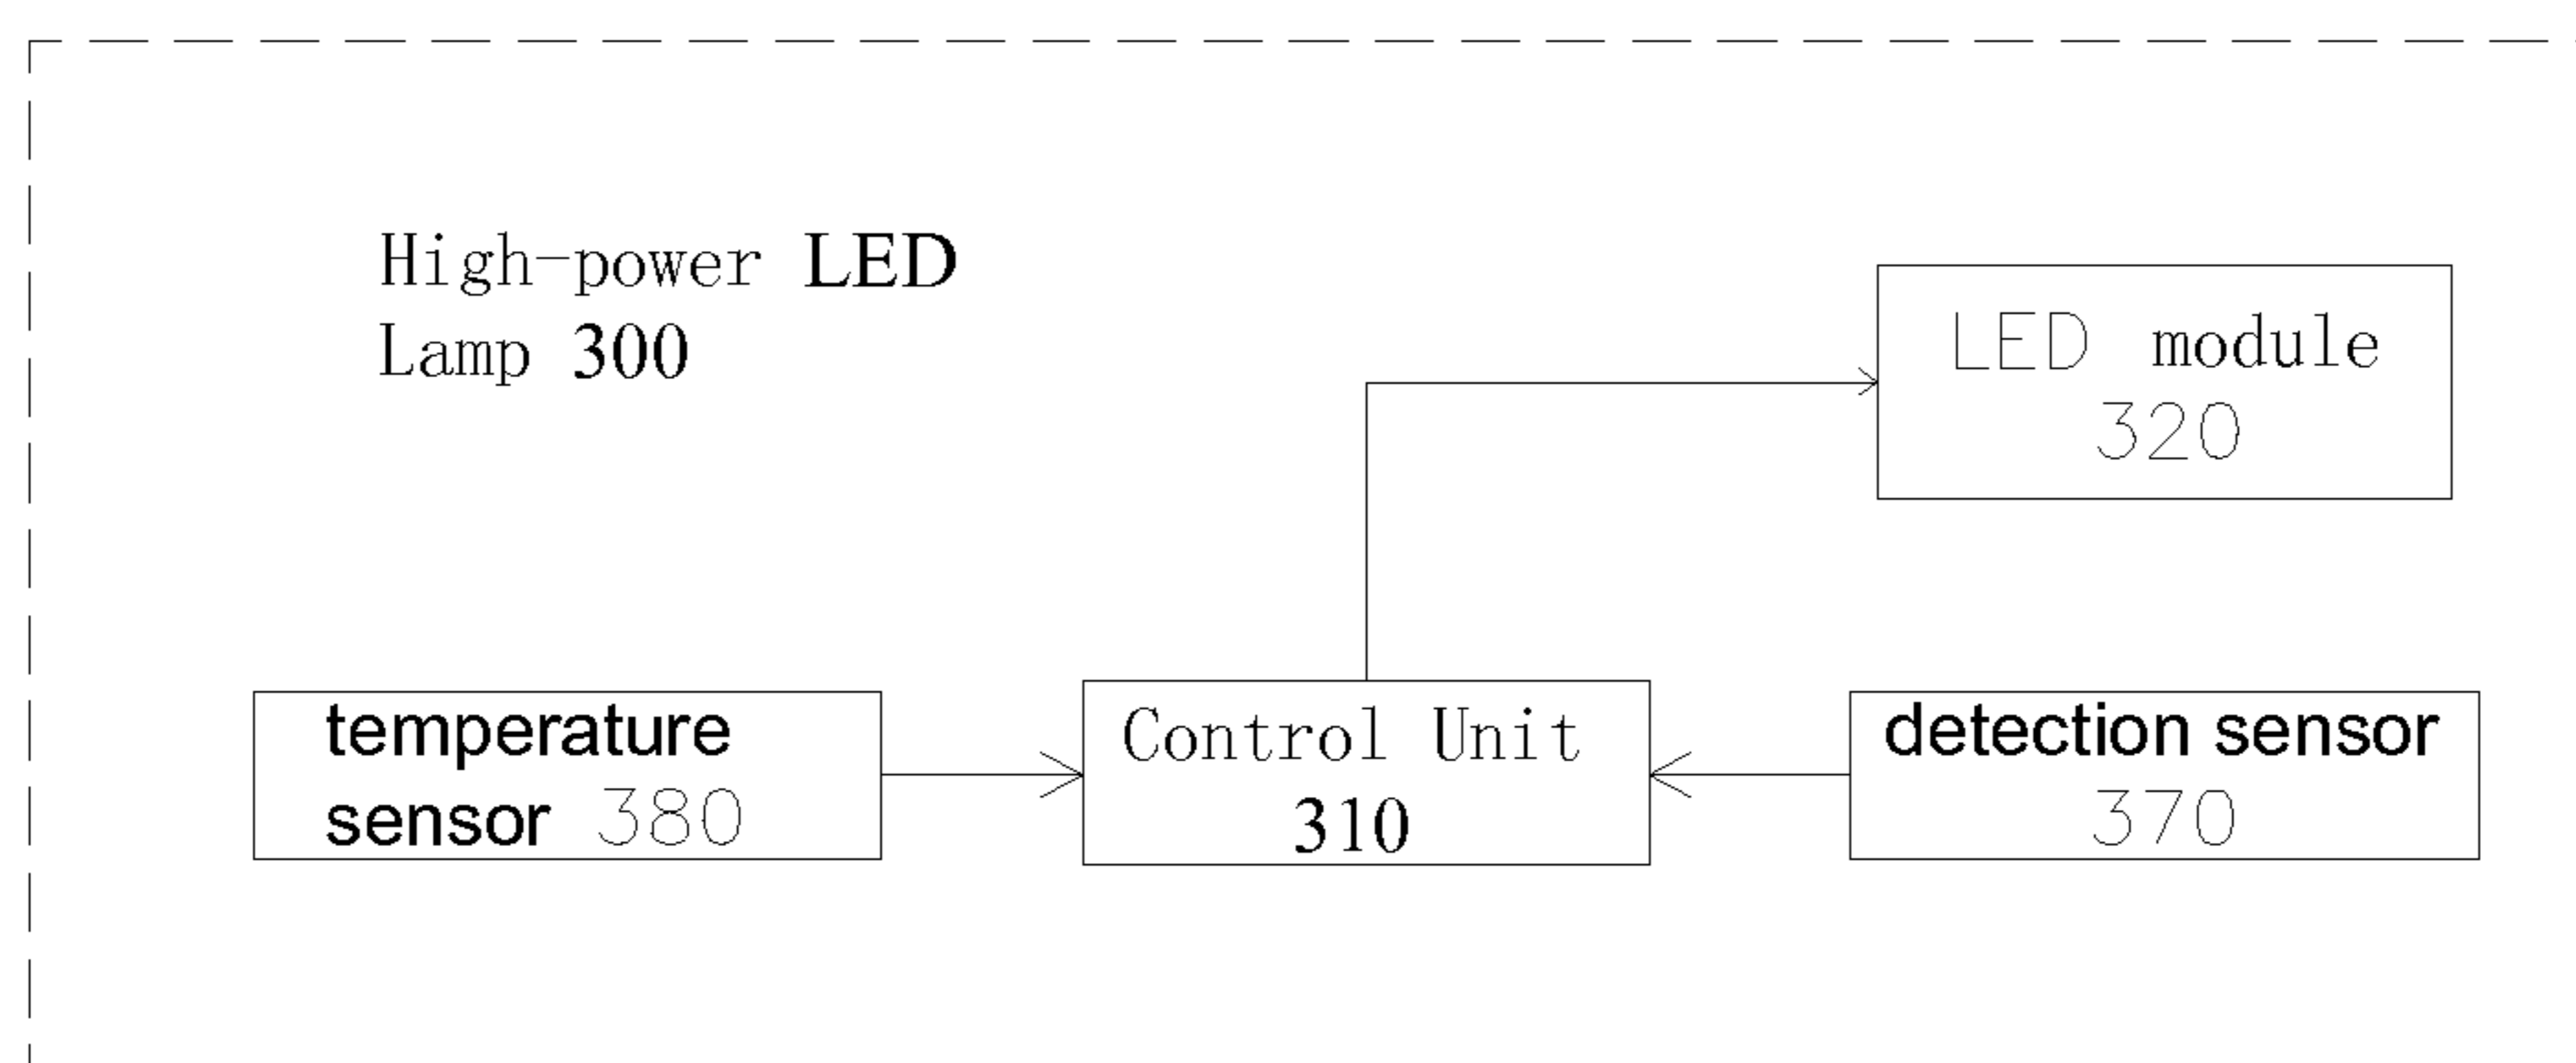 High-power LED
Lamp 300
LED module
320
temperature
sensor 380
Control Unit
310
detection sensor
370